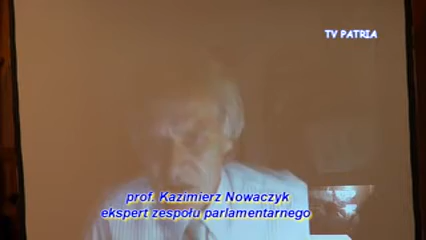 TV PATRIA
prof. Kazimierz Nowaczyk
ekspert zespołu parlamentarnego